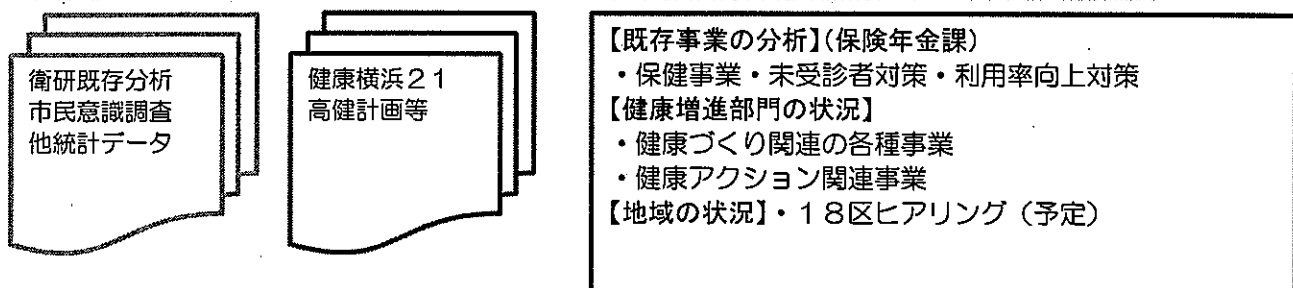 衛研既存分析
市民意識調査
他統計データ
健康横浜２１
高健計画等
【既存事業の分析】(保険年金課)
・保健事業・未受診者対策・利用率向上対策
【健康増進部門の状況】
・健康づくり関連の各種事業
・健康アクション関連事業
【地域の状況】・１８区ヒアリング（予定）